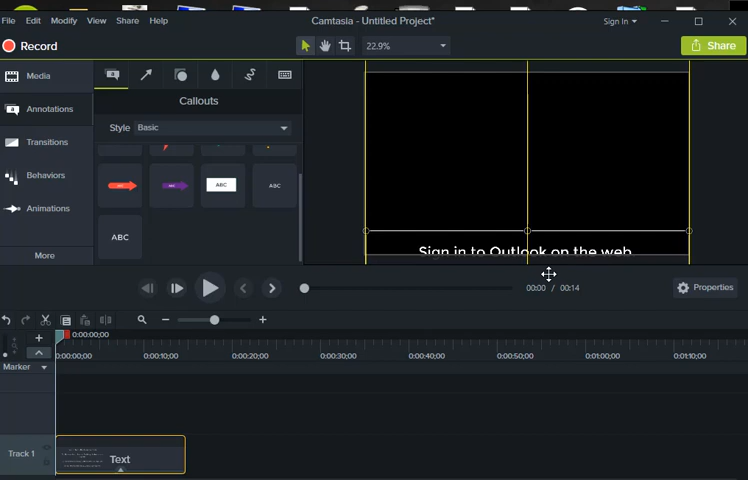 File Edit Modify View Share Help
Camtasia - Untitled Project*
Sign In
Record
22.9%
Share
Media
Annotations
Transitions
Behaviors
Animations
More
Callouts
Style Basic
ABC
ABC
ABC
Sign in to Outlook on the web
00:00 / 00:14
Properties
0:00:00;00
0:00:00;00 0:00:10;00 0:00:20;00 0:00:30;00 0:00:40;00 0:00:50;00 0:01:00;00 0:01:10;00
Marker
Track 1
Text